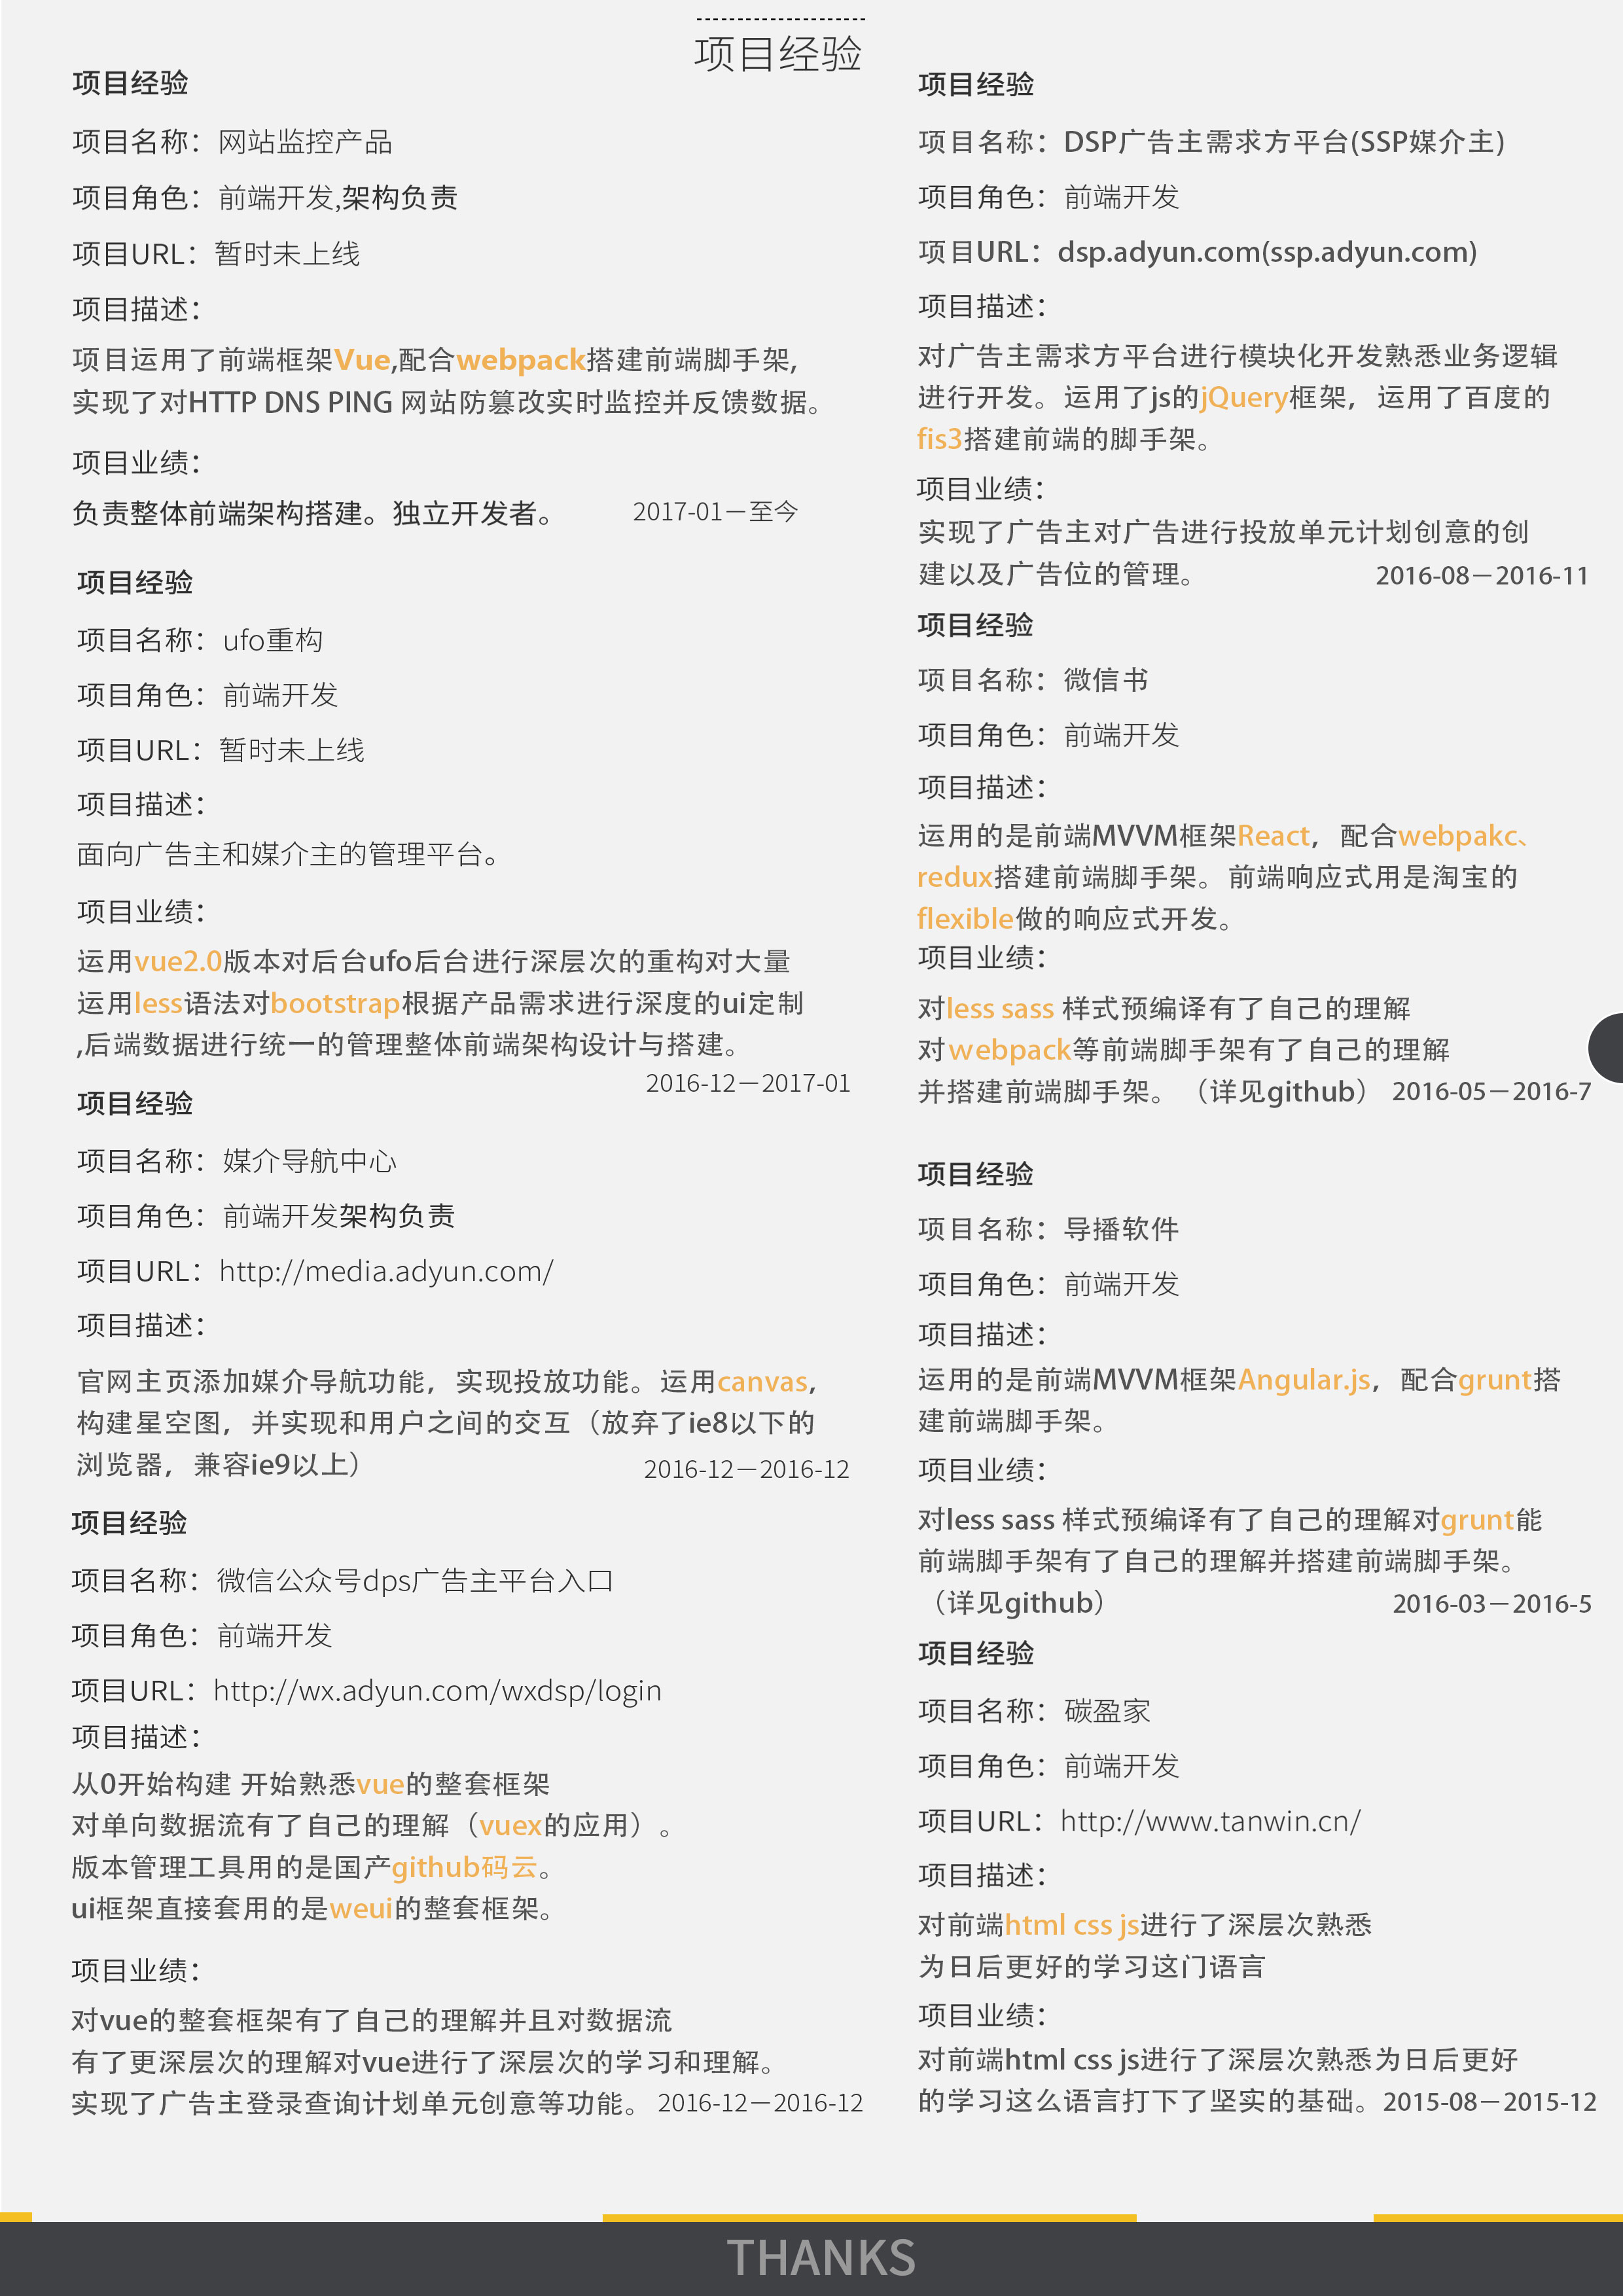 项目经验
项目经验
项目名称：网站监控产品
项目角色：前端开发,架构负责
项目URL：暂时未上线
项目描述：
项目运用了前端框架Vue,配合webpack搭建前端脚手架,
实现了对HTTP DNS PING 网站防篡改实时监控并反馈数据。
项目业绩：
负责整体前端架构搭建。独立开发者。 2017-01－至今
项目经验
项目名称：ufo重构
项目角色：前端开发
项目URL：暂时未上线
项目描述：
面向广告主和媒介主的管理平台。
项目业绩：
运用vue2.0版本对后台ufo后台进行深层次的重构对大量
运用less语法对bootstrap根据产品需求进行深度的ui定制
,后端数据进行统一的管理整体前端架构设计与搭建。
2016-12－2017-01
项目经验
项目名称：媒介导航中心
项目角色：前端开发架构负责
项目URL：http://media.adyun.com/
项目描述：
官网主页添加媒介导航功能，实现投放功能。运用canvas,
构建星空图，并实现和用户之间的交互（放弃了ie8以下的
浏览器，兼容ie9以上） 2016-12－2016-12
项目经验
项目名称：微信公众号dps广告主平台入口
项目角色：前端开发
项目URL：http://wx.adyun.com/wxdsp/login
项目描述：
从0开始构建 开始熟悉vue的整套框架
对单向数据流有了自己的理解（vuex的应用）。
版本管理工具用的是国产github码云。
ui框架直接套用的是weui的整套框架。
项目业绩：
对vue的整套框架有了自己的理解并且对数据流
有了更深层次的理解对vue进行了深层次的学习和理解。
实现了广告主登录查询计划单元创意等功能。 2016-12－2016-12
项目经验
项目名称：DSP广告主需求方平台(SSP媒介主)
项目角色：前端开发
项目URL：dsp.adyun.com(ssp.adyun.com)
项目描述：
对广告主需求方平台进行模块化开发熟悉业务逻辑
进行开发。运用了js的jQuery框架，运用了百度的
fis3搭建前端的脚手架。
项目业绩：
实现了广告主对广告进行投放单元计划创意的创
建以及广告位的管理。 2016-08－2016-11
项目经验
项目名称：微信书
项目角色：前端开发
项目描述：
运用的是前端MVVM框架React，配合webpakc、
redux搭建前端脚手架。前端响应式用是淘宝的
flexible做的响应式开发。
项目业绩：
对less sass 样式预编译有了自己的理解
对webpack等前端脚手架有了自己的理解
并搭建前端脚手架。（详见github） 2016-05－2016-7
项目经验
项目名称：导播软件
项目角色：前端开发
项目描述：
运用的是前端MVVM框架Angular.js，配合grunt搭
建前端脚手架。
项目业绩：
对less sass 样式预编译有了自己的理解对grunt能
前端脚手架有了自己的理解并搭建前端脚手架。
（详见github） 2016-03－2016-5
项目经验
项目名称：碳盈家
项目角色：前端开发
项目URL：http://www.tanwin.cn/
项目描述：
对前端html css js进行了深层次熟悉
为日后更好的学习这门语言
项目业绩：
对前端html css js进行了深层次熟悉为日后更好
的学习这么语言打下了坚实的基础。2015-08－2015-12
THANKS